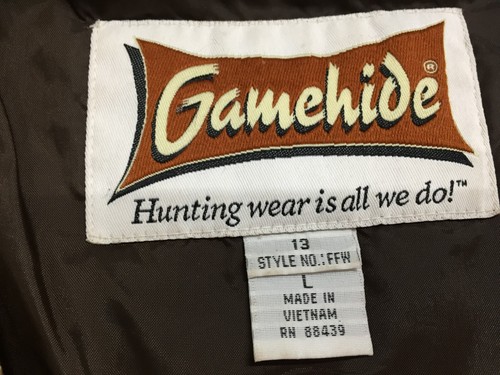 Gamehide®
Hunting wear is all we do!™
13
STYLE NO.:FFW
L
MADE IN
VIETNAM
RN 88439